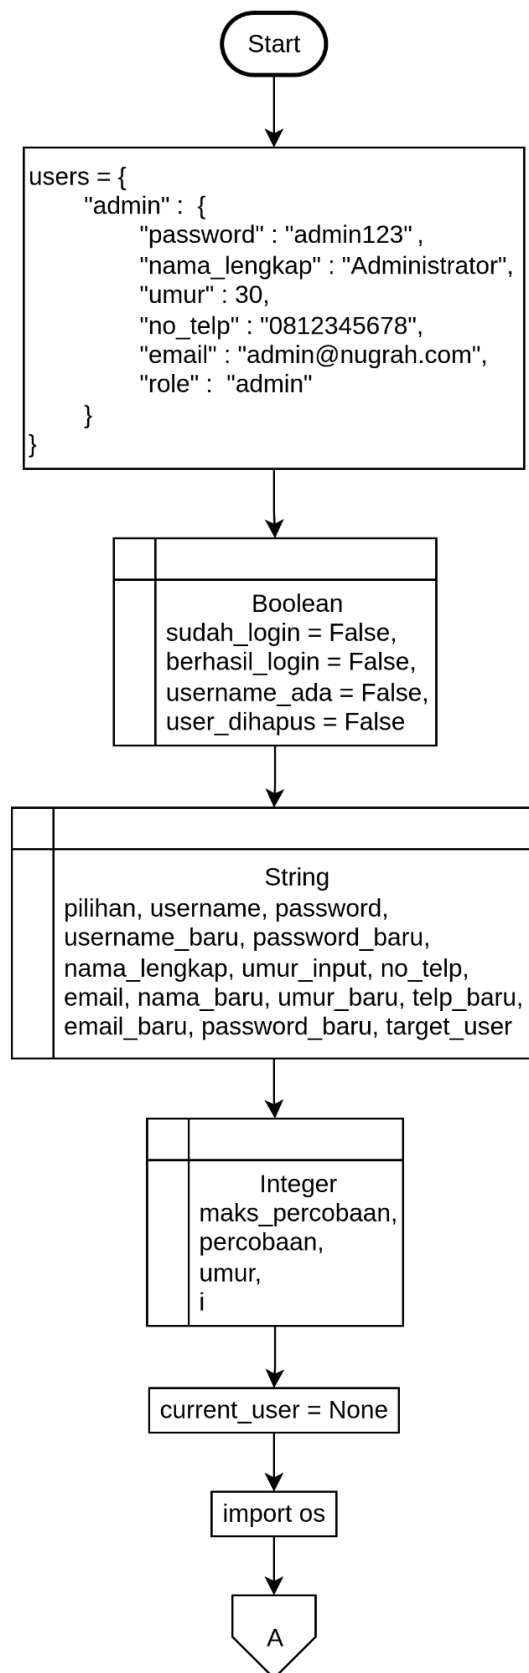 Start
users = {
"admin" : {
"password" : "admin123" ,
"nama_lengkap" : "Administrator",
"umur" : 30,
"no_telp" : "0812345678",
"email" : "admin@nugrah.com",
"role" : "admin"
}
}
Boolean
sudah_login = False,
berhasil_login = False,
username_ada = False,
user_dihapus = False
String
pilihan, username, password,
username_baru, password_baru,
nama_lengkap, umur_input, no_telp,
email, nama_baru, umur_baru, telp_baru,
email_baru, password_baru, target_user
Integer
maks_percobaan,
percobaan,
umur,
i
current_user = None
import os
A